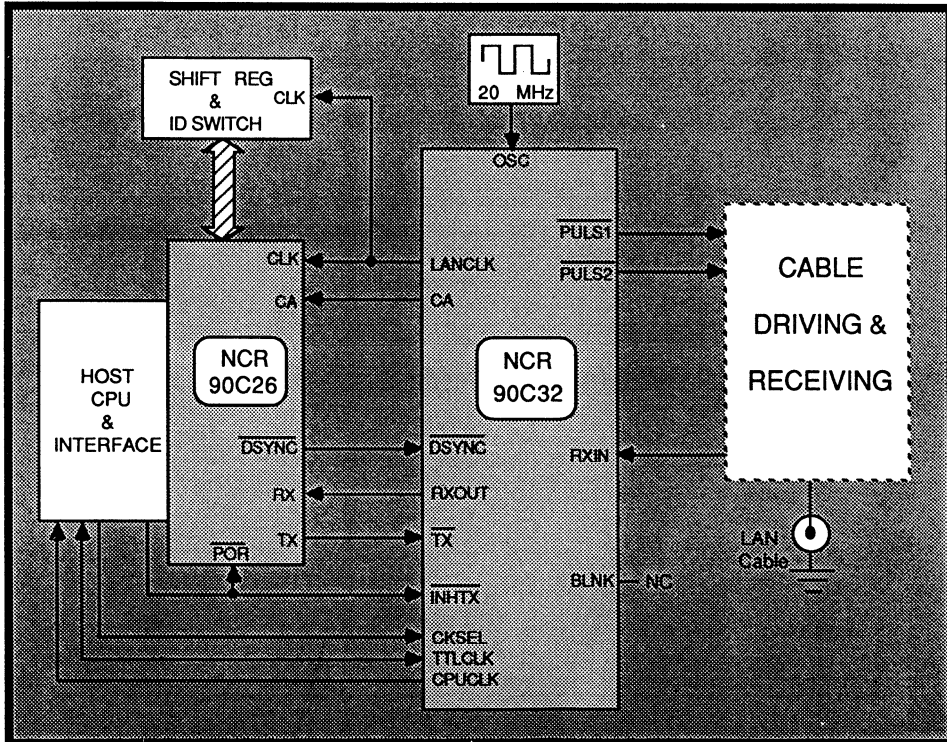 20 MHz
SHIFT REG
&
ID SWITCH
CLK
OSC
CLK
CA
NCR
90C26
DSYNC
RX
TX
POR
HOST
CPU
&
INTERFACE
LANCLK
CA
NCR
90C32
DSYNC
RXOUT
TX
INHTX
CKSEL
TTLCLK
CPUCLK
PULS1
PULS2
RXIN
BLNK
NC
CABLE
DRIVING &
RECEIVING
LAN
Cable